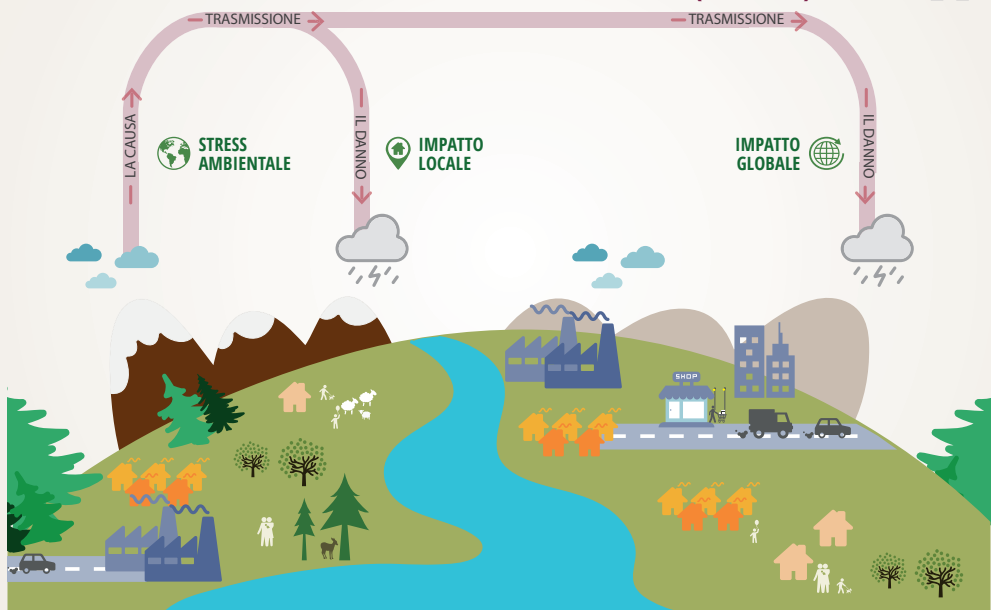 TRASMISSIONE
TRASMISSIONE
LA CAUSA
STRESS
AMBIENTALE
IL DANNO
IMPATTO
LOCALE
IMPATTO
GLOBALE
IL DANNO
SHOP